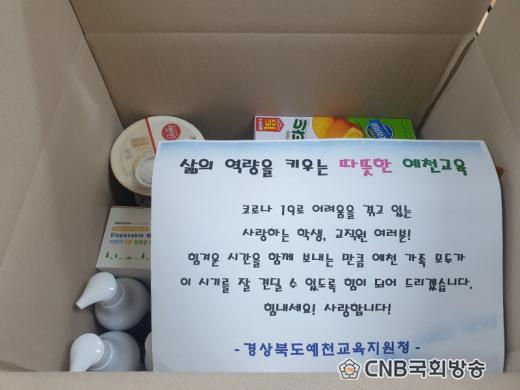 삶의 역량을 키우는 따뜻한 예천교육
코로나 19로 어려움을 겪고 있는
사랑하는 학생, 교직원 여러분!
힘겨운 시간을 함께 보내는 만큼 예천 가족 모두가
이 시기를 잘 견딜 수 있도록 힘이 되어 드리겠습니다.
힘내세요! 사랑합니다!
- 경상북도예천교육지원청 -
Disposable
CNB국회방송